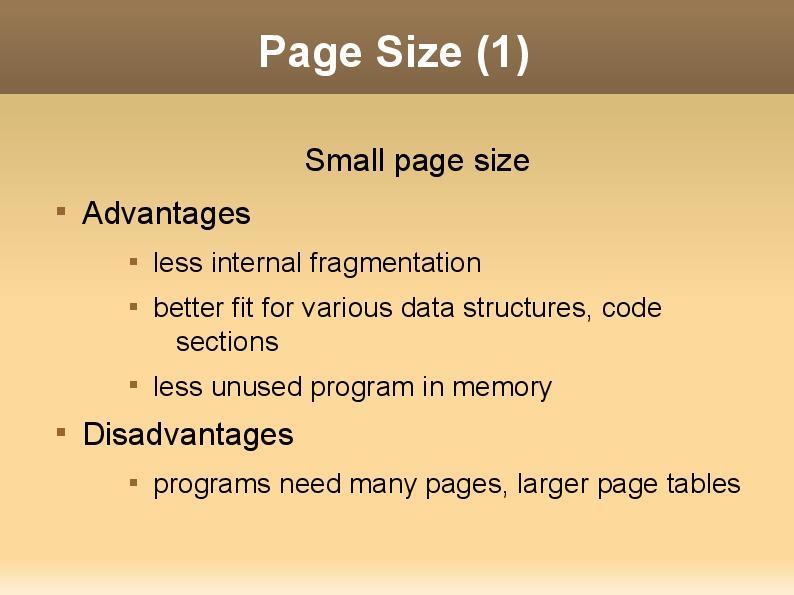 Page Size (1)
Small page size
Advantages
less internal fragmentation
better fit for various data structures, code
sections
less unused program in memory
Disadvantages
programs need many pages, larger page tables